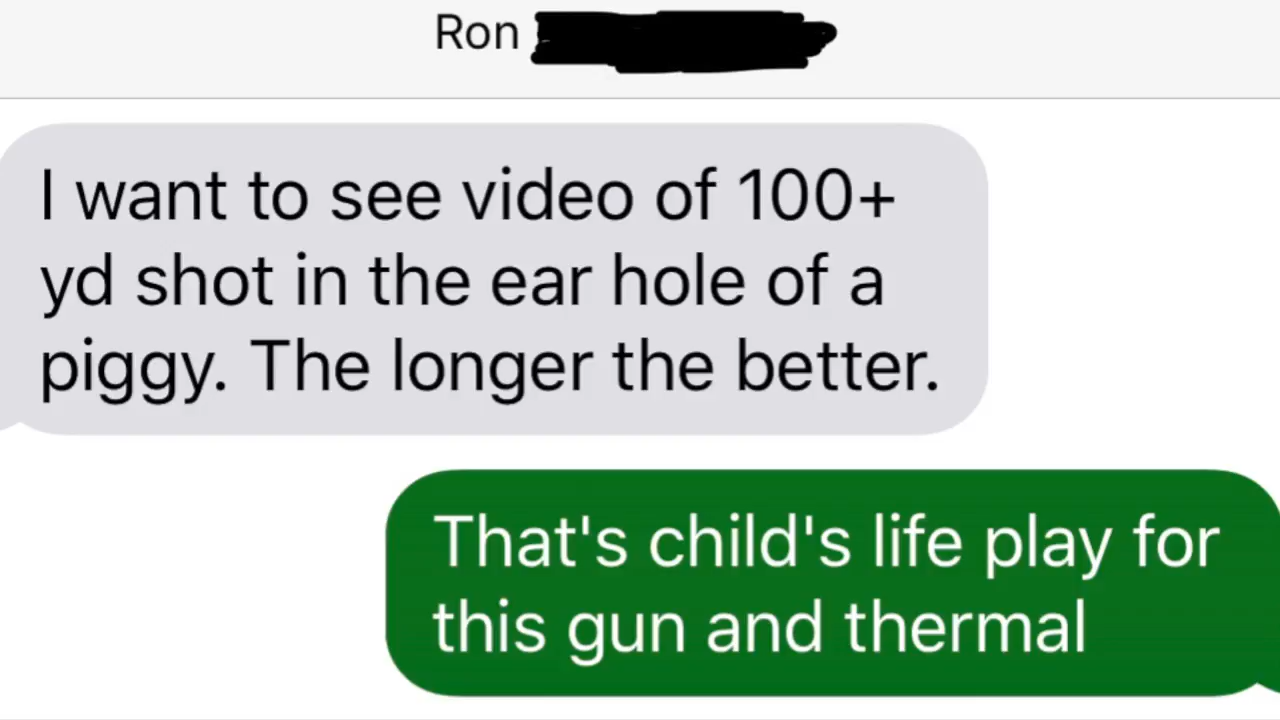 Ron
I want to see video of 100+
yd shot in the ear hole of a
piggy. The longer the better.
That's child's life play for
this gun and thermal